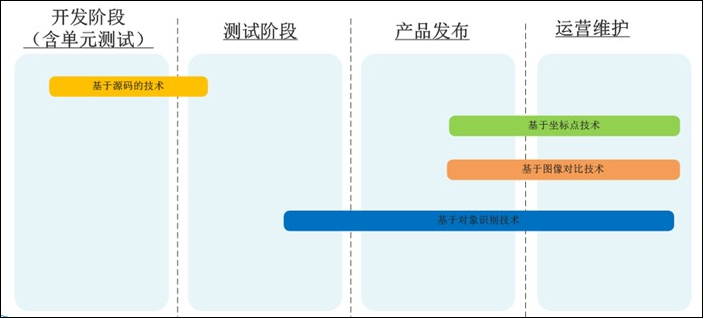 开发阶段
（含单元测试）
测试阶段
产品发布
运营维护
基于源码的技术
基于坐标点技术
基于图像对比技术
基于对象识别技术